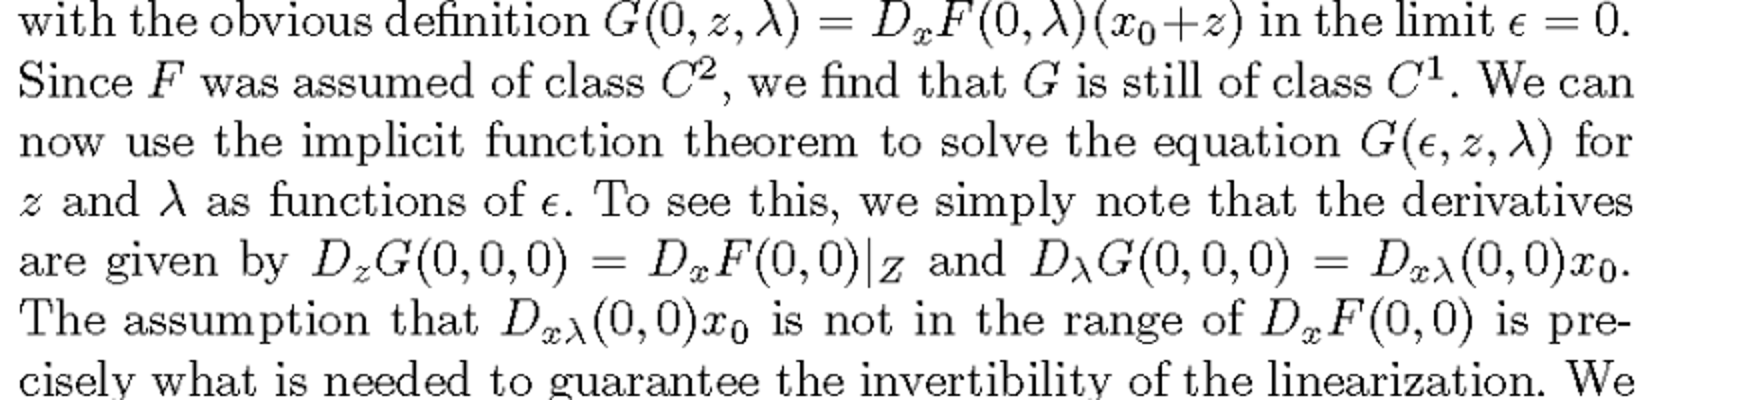 with the obvious definition G(0, z, λ) = D_xF(0, λ)(x_0+z) in the limit ϵ = 0.
Since F was assumed of class C^2, we find that G is still of class C^1. We can
now use the implicit function theorem to solve the equation G(ϵ, z, λ) for
z and λ as functions of ϵ. To see this, we simply note that the derivatives
are given by D_zG(0, 0, 0) = D_xF(0, 0)|_Z and D_λG(0, 0, 0) = D_{xλ}(0, 0)x_0.
The assumption that D_{xλ}(0, 0)x_0 is not in the range of D_xF(0, 0) is pre-
cisely what is needed to guarantee the invertibility of the linearization. We